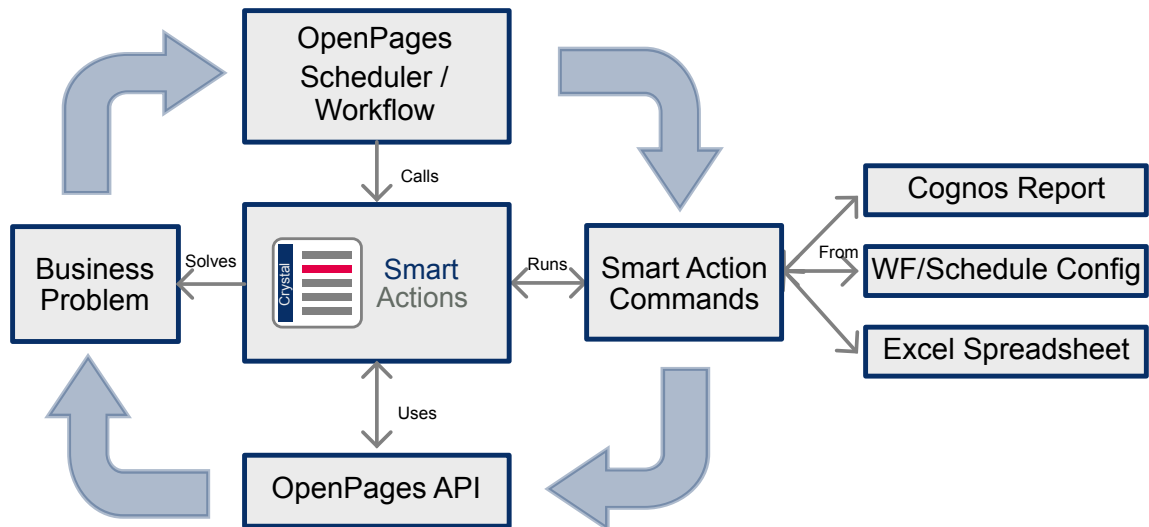 OpenPages
Scheduler /
Workflow
Calls
Cognos Report
Business
Problem
Solves
Crystal
Smart
Actions
Runs
Smart Action
Commands
From
WF/Schedule Config
Excel Spreadsheet
Uses
OpenPages API